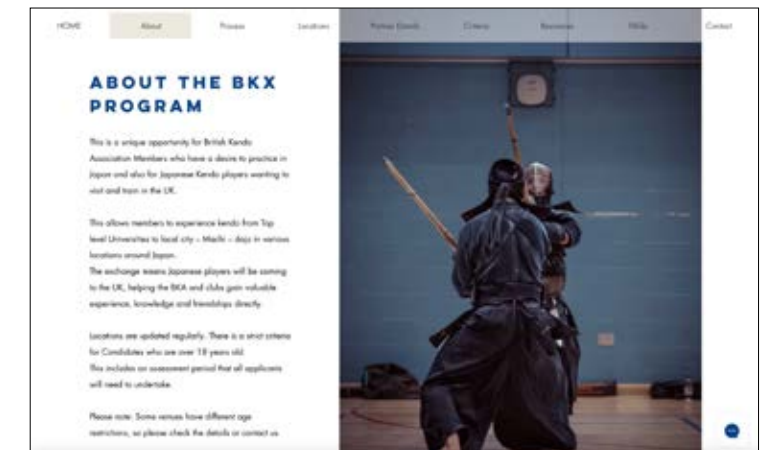 HOME About Process Locations Partner Dojos Criteria Resources FAQs Contact
ABOUT THE BKX
PROGRAM
This is a unique opportunity for British Kendo
Association Members who have a desire to practice in
Japan and also for Japanese Kendo players wanting to
visit and train in the UK.
This allows members to experience kendo from Top
level Universities to local city – Machi – dojo in various
locations around Japan.
The exchange means Japanese players will be coming
to the UK, helping the BKA and clubs gain valuable
experience, knowledge and friendships directly.
Locations are updated regularly. There is a strict criteria
for Candidates who are over 18 years old.
This includes an assessment period that all applicants
will need to undertake.
Please note: Some venues have different age
restrictions, so please check the details or contact us